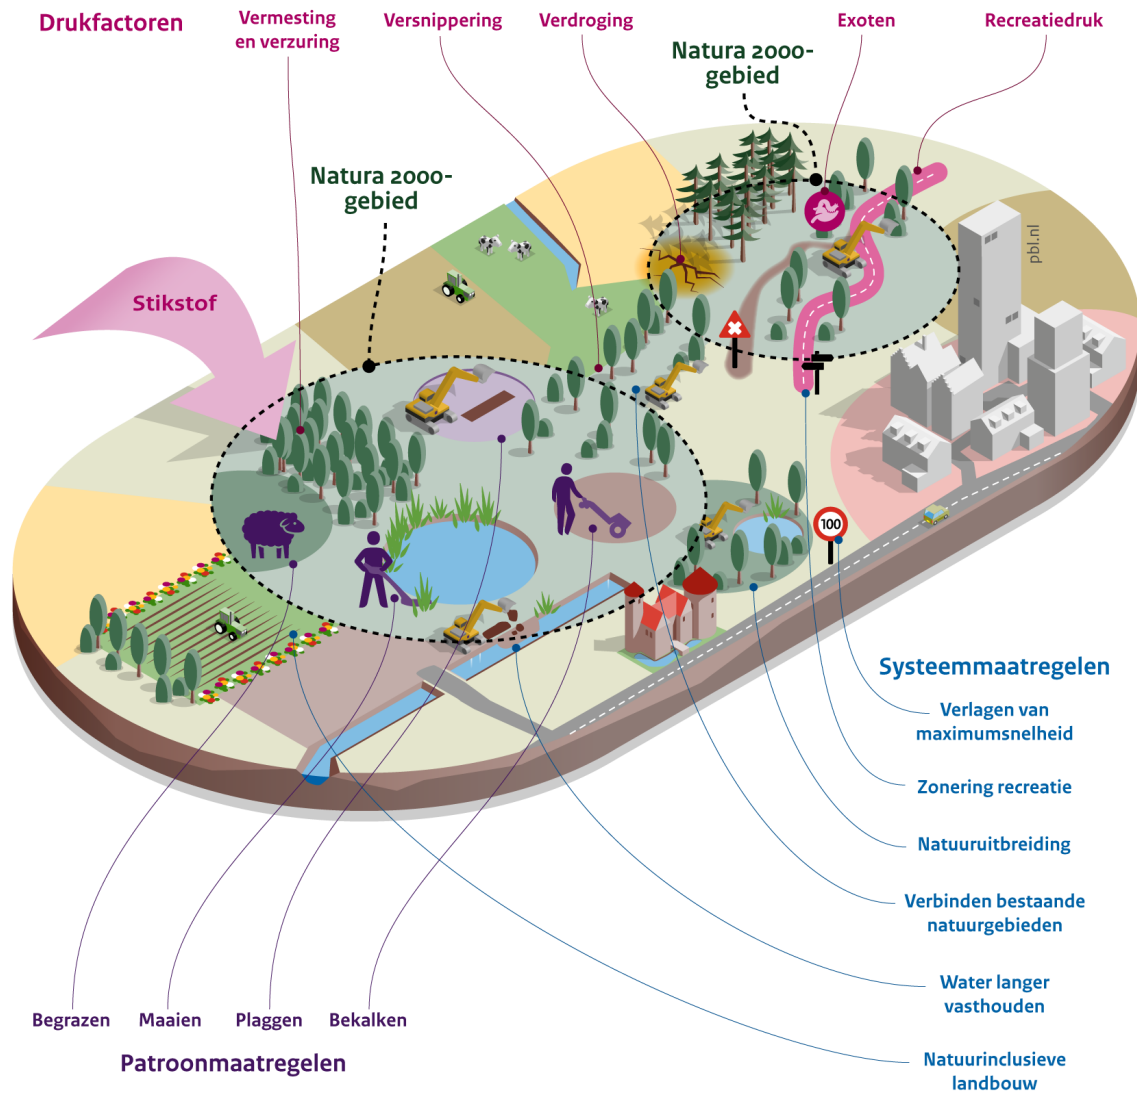 Drukfactoren
Vermesting
en verzuring
Versnippering
Verdroging
Exoten
Recreatiedruk
Natura 2000-
gebied
Natura 2000-
gebied
Stikstof
pbl.nl
100
Systeemmaatregelen
Verlagen van
maximumsnelheid
Zonering recreatie
Natuuruitbreiding
Verbinden bestaande
natuurgebieden
Water langer
vasthouden
Natuurinclusieve
landbouw
Begrazen
Maaien
Plaggen
Bekalken
Patroonmaatregelen